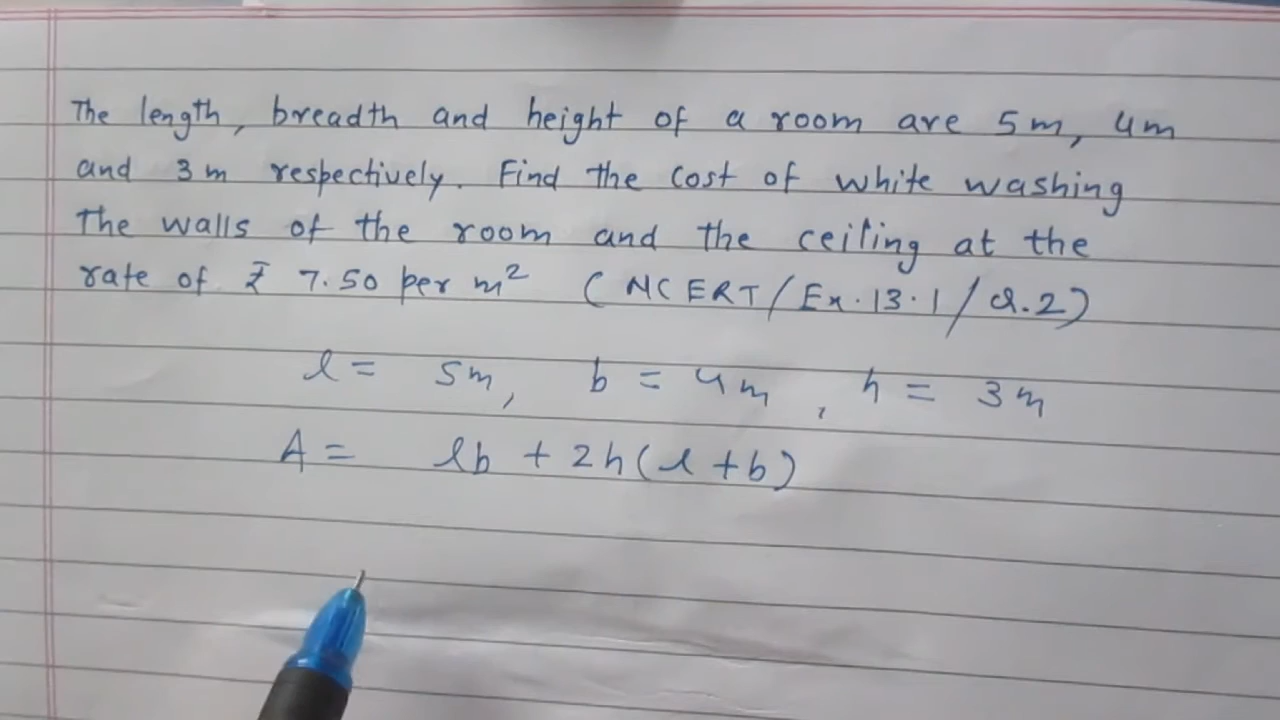 The length, breadth and height of a room are 5m, 4m
and 3m respectively. Find the cost of white washing
The walls of the room and the ceiling at the
rate of ₹ 7.50 per m² (NCERT/Ex.13.1/Q.2)
l = 5m, b = 4m, h = 3m
A = lb + 2h(l+b)